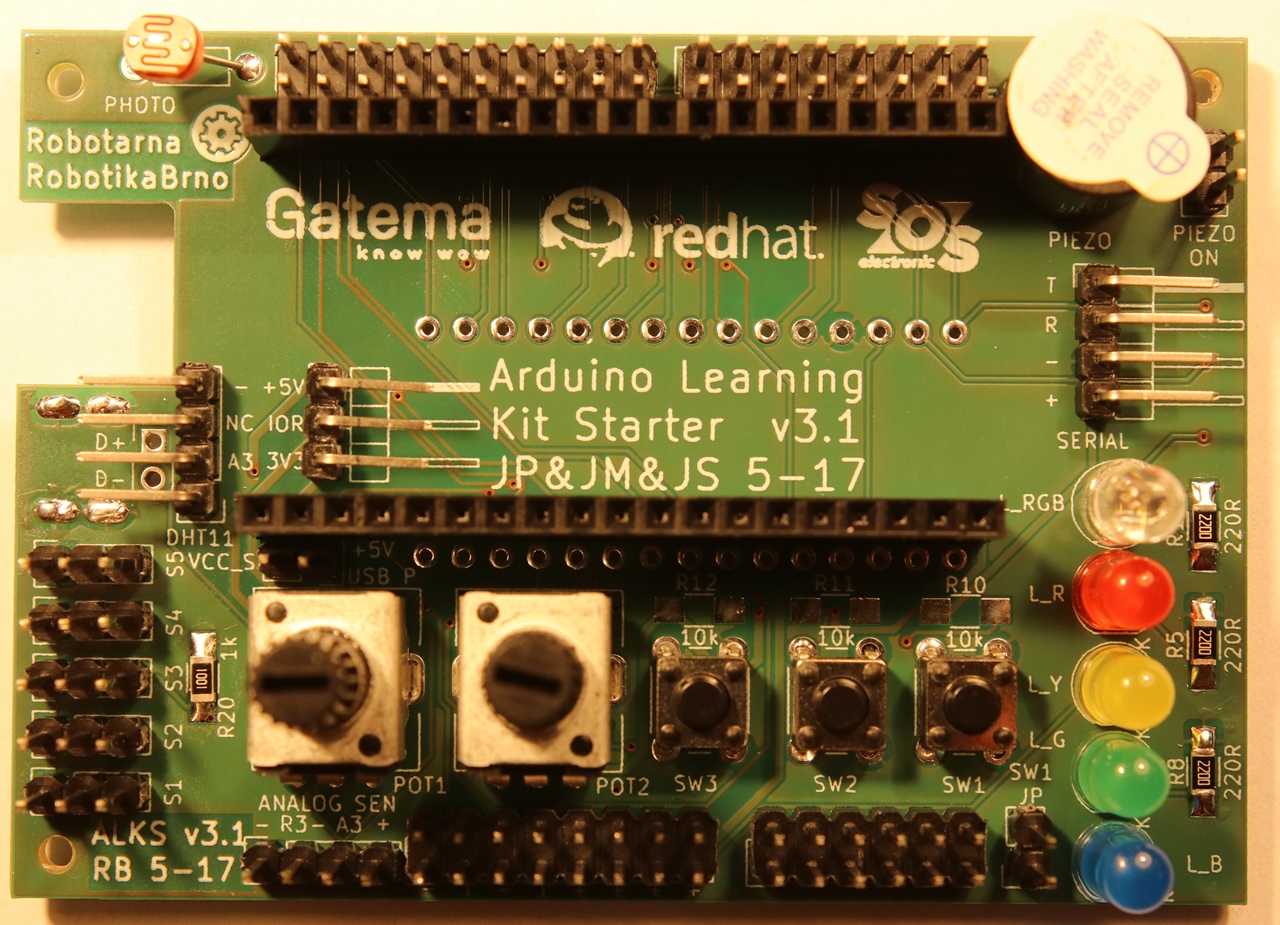 PHOTO
Robotarna
RobotikaBrno
REMOVE
SEAL
AFTER
WASHING
Gatema
know wow
redhat.
SOS
electronic
PIEZO
PIEZO
ON
T
R
-
+
SERIAL
- +5V
NC IOR
A3 3V3
D+
D-
Arduino Learning
Kit Starter v3.1
JP&JM&JS 5-17
DHT11
VCC_S
+5V
USB P
S5
S4
S3
S2
S1
1k
1001
R20
R12
10k
R11
10k
R10
10k
L_RGB
L_R
L_Y
L_G
L_B
2200
220R
R5
2200
220R
R8
2200
220R
K
K
K
POT1
POT2
SW3
SW2
SW1
SW1
JP
ANALOG SEN
- R3- A3 +
ALKS v3.1
RB 5-17